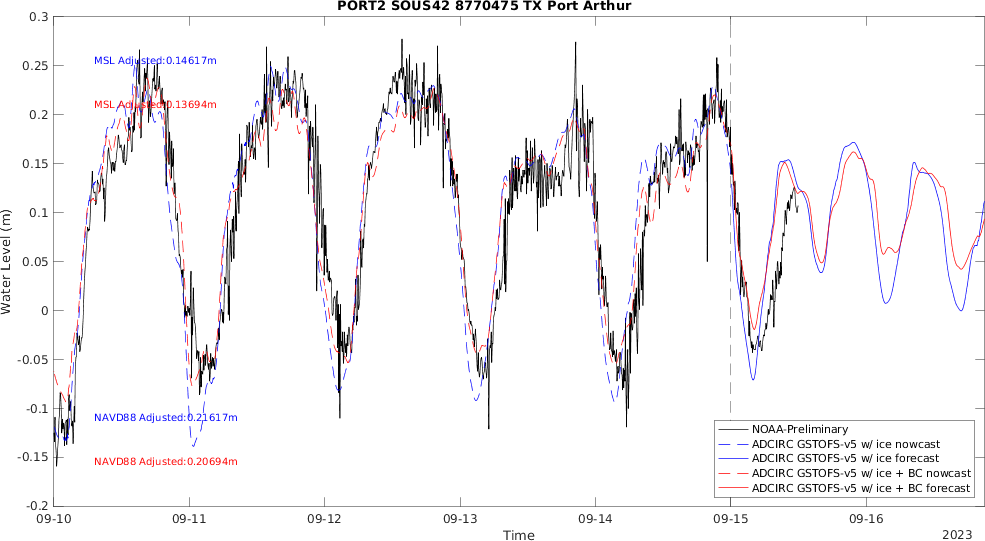 PORT2 SOUS42 8770475 TX Port Arthur
0.3
0.25
0.2
0.15
0.1
0.05
0
-0.05
-0.1
-0.15
-0.2
Water Level (m)
MSL Adjusted:0.14617m
MSL Adjusted:0.13694m
NAVD88 Adjusted:0.21617m
NAVD88 Adjusted:0.20694m
NOAA-Preliminary
ADCIRC GSTOFS-v5 w/ ice nowcast
ADCIRC GSTOFS-v5 w/ ice forecast
ADCIRC GSTOFS-v5 w/ ice + BC nowcast
ADCIRC GSTOFS-v5 w/ ice + BC forecast
09-10 09-11 09-12 09-13 09-14 09-15 09-16
Time
2023